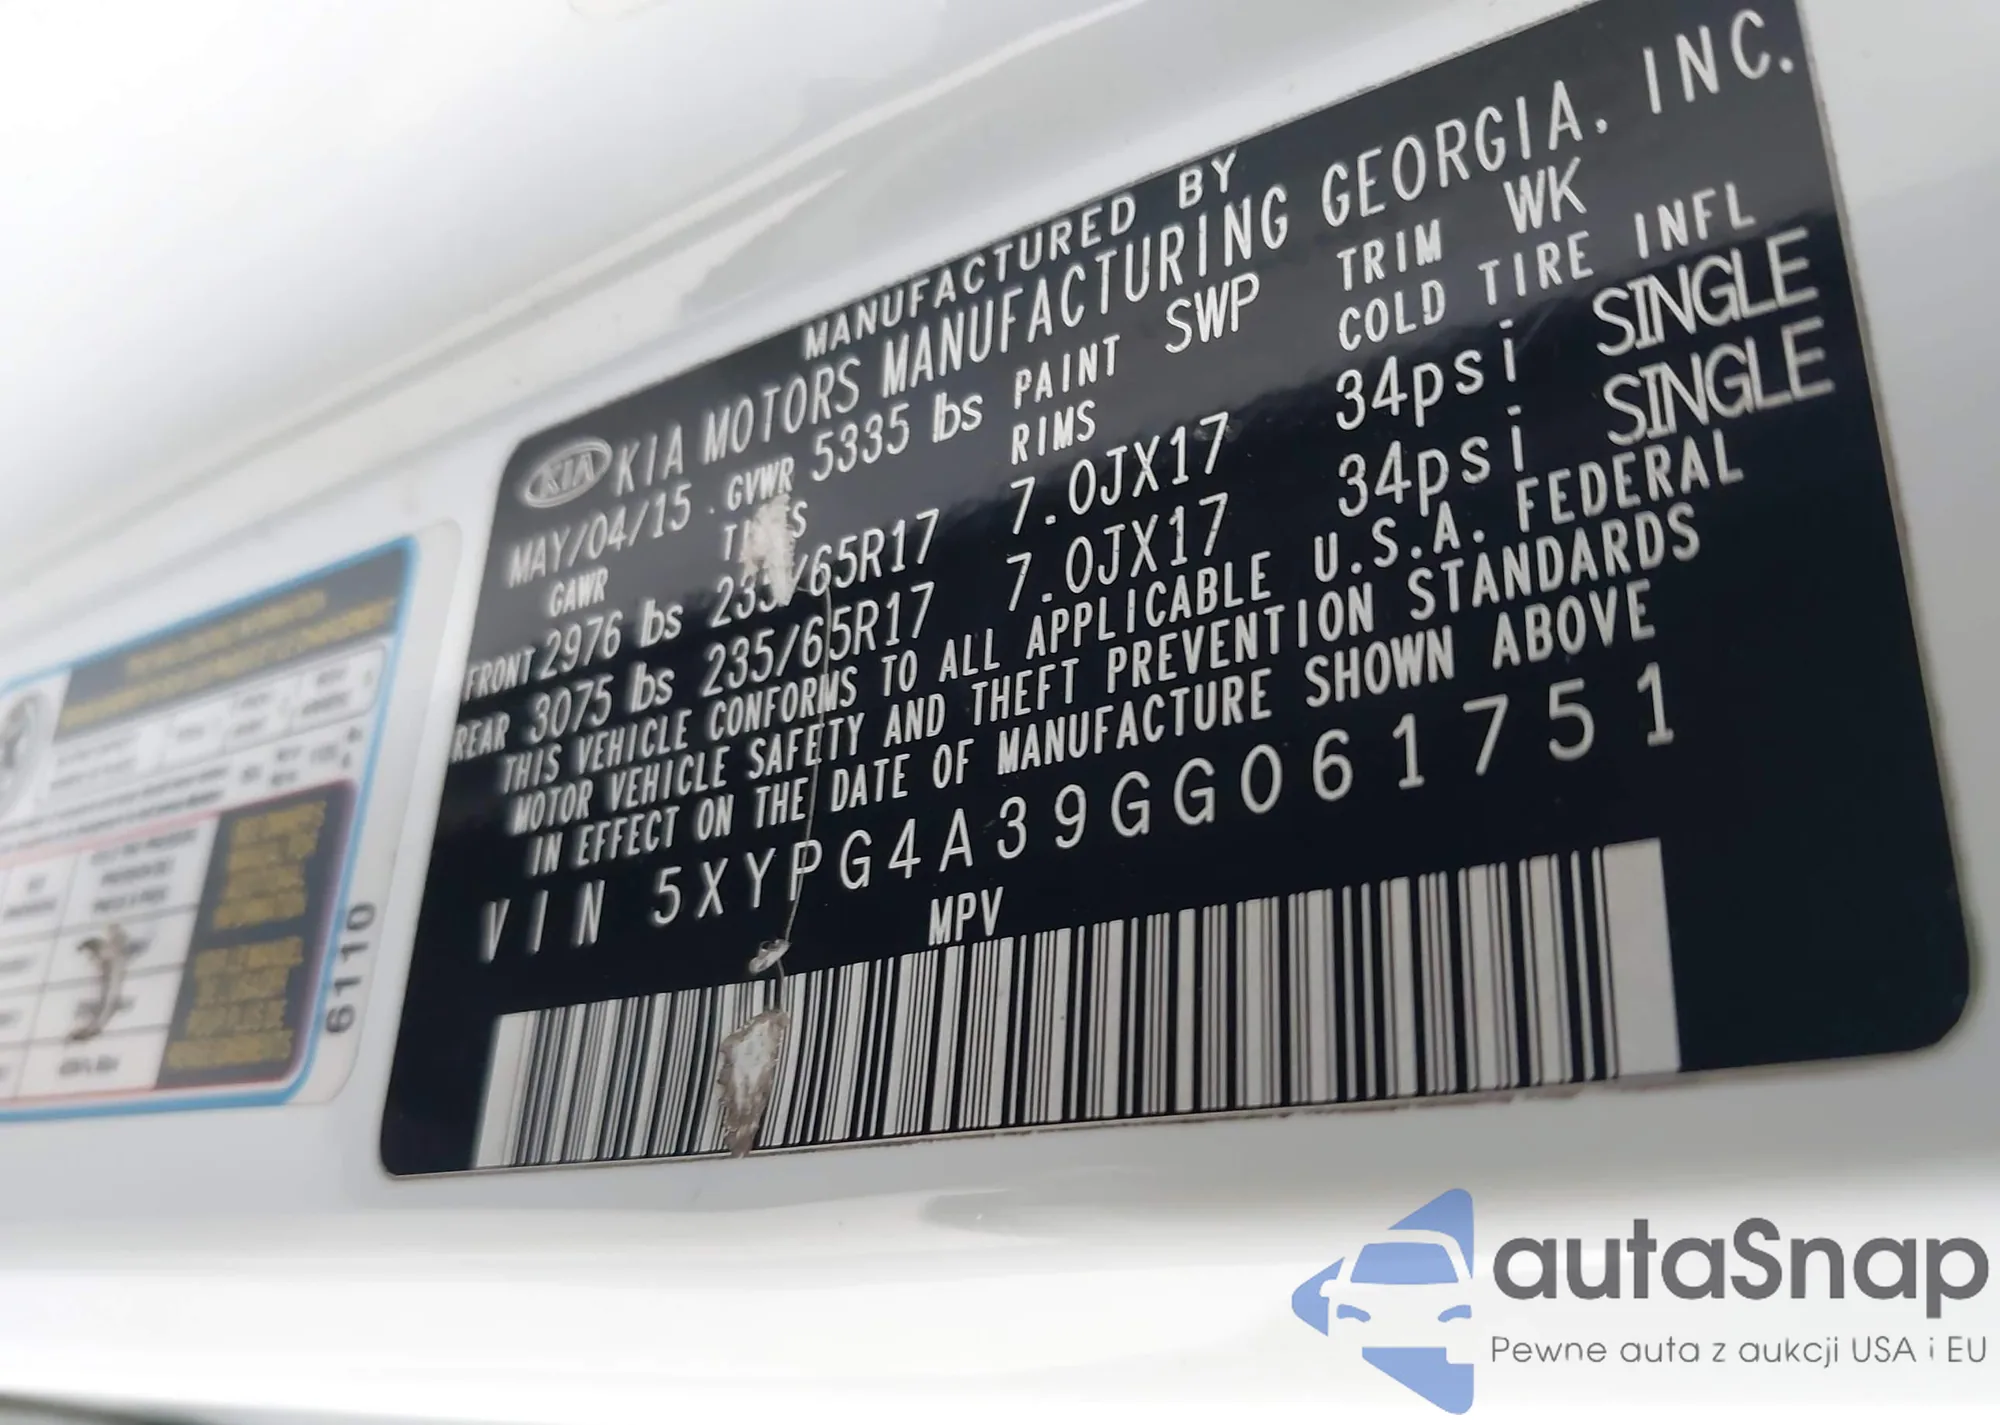 MANUFACTURED BY
KIA KIA MOTORS MANUFACTURING GEORGIA, INC.
MAY/04/15 . GVWR 5335 lbs PAINT SWP TRIM WK
GAWR RIMS COLD TIRE INFL
FRONT 2976 lbs 235/65R17 7.0JX17 34psi SINGLE
REAR 3075 lbs 235/65R17 7.0JX17 34psi SINGLE
THIS VEHICLE CONFORMS TO ALL APPLICABLE U.S.A. FEDERAL
MOTOR VEHICLE SAFETY AND THEFT PREVENTION STANDARDS
IN EFFECT ON THE DATE OF MANUFACTURE SHOWN ABOVE
VIN 5XYPG4A39GG061751
MPV
6110
autaSnap
Pewne auta z aukcji USA i EU